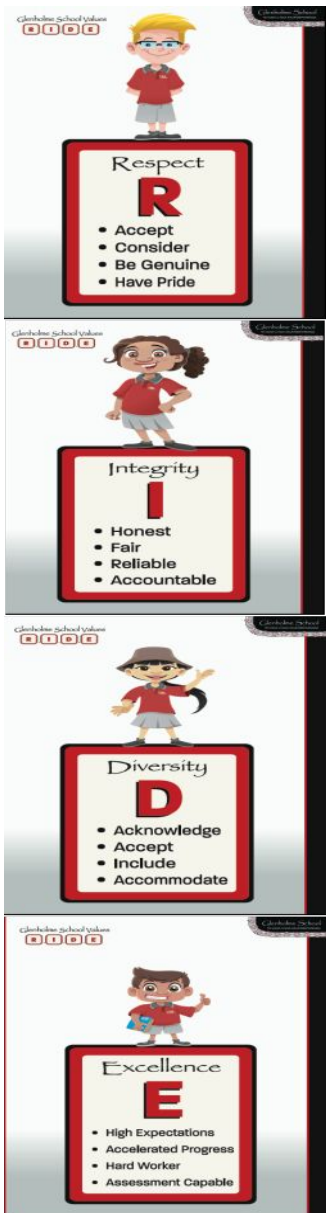 Glenholme School Values
Glenholme School
R I D E
Respect
R
• Accept
• Consider
• Be Genuine
• Have Pride
Glenholme School Values
Glenholme School
R I D E
Integrity
I
• Honest
• Fair
• Reliable
• Accountable
Glenholme School Values
Glenholme School
R I D E
Diversity
D
• Acknowledge
• Accept
• Include
• Accommodate
Glenholme School Values
Glenholme School
R I D E
Excellence
E
• High Expectations
• Accelerated Progress
• Hard Worker
• Assessment Capable